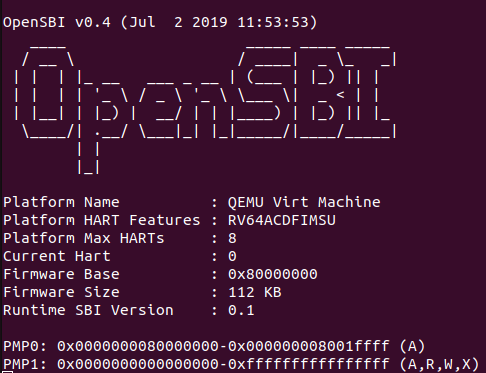 OpenSBI v0.4 (Jul  2 2019 11:53:53)
OpenSBI
Platform Name          : QEMU Virt Machine
Platform HART Features : RV64ACDFIMSU
Platform Max HARTs     : 8
Current Hart           : 0
Firmware Base          : 0x80000000
Firmware Size          : 112 KB
Runtime SBI Version    : 0.1
PMP0: 0x0000000080000000-0x000000008001ffff (A)
PMP1: 0x0000000000000000-0xffffffffffffffff (A,R,W,X)